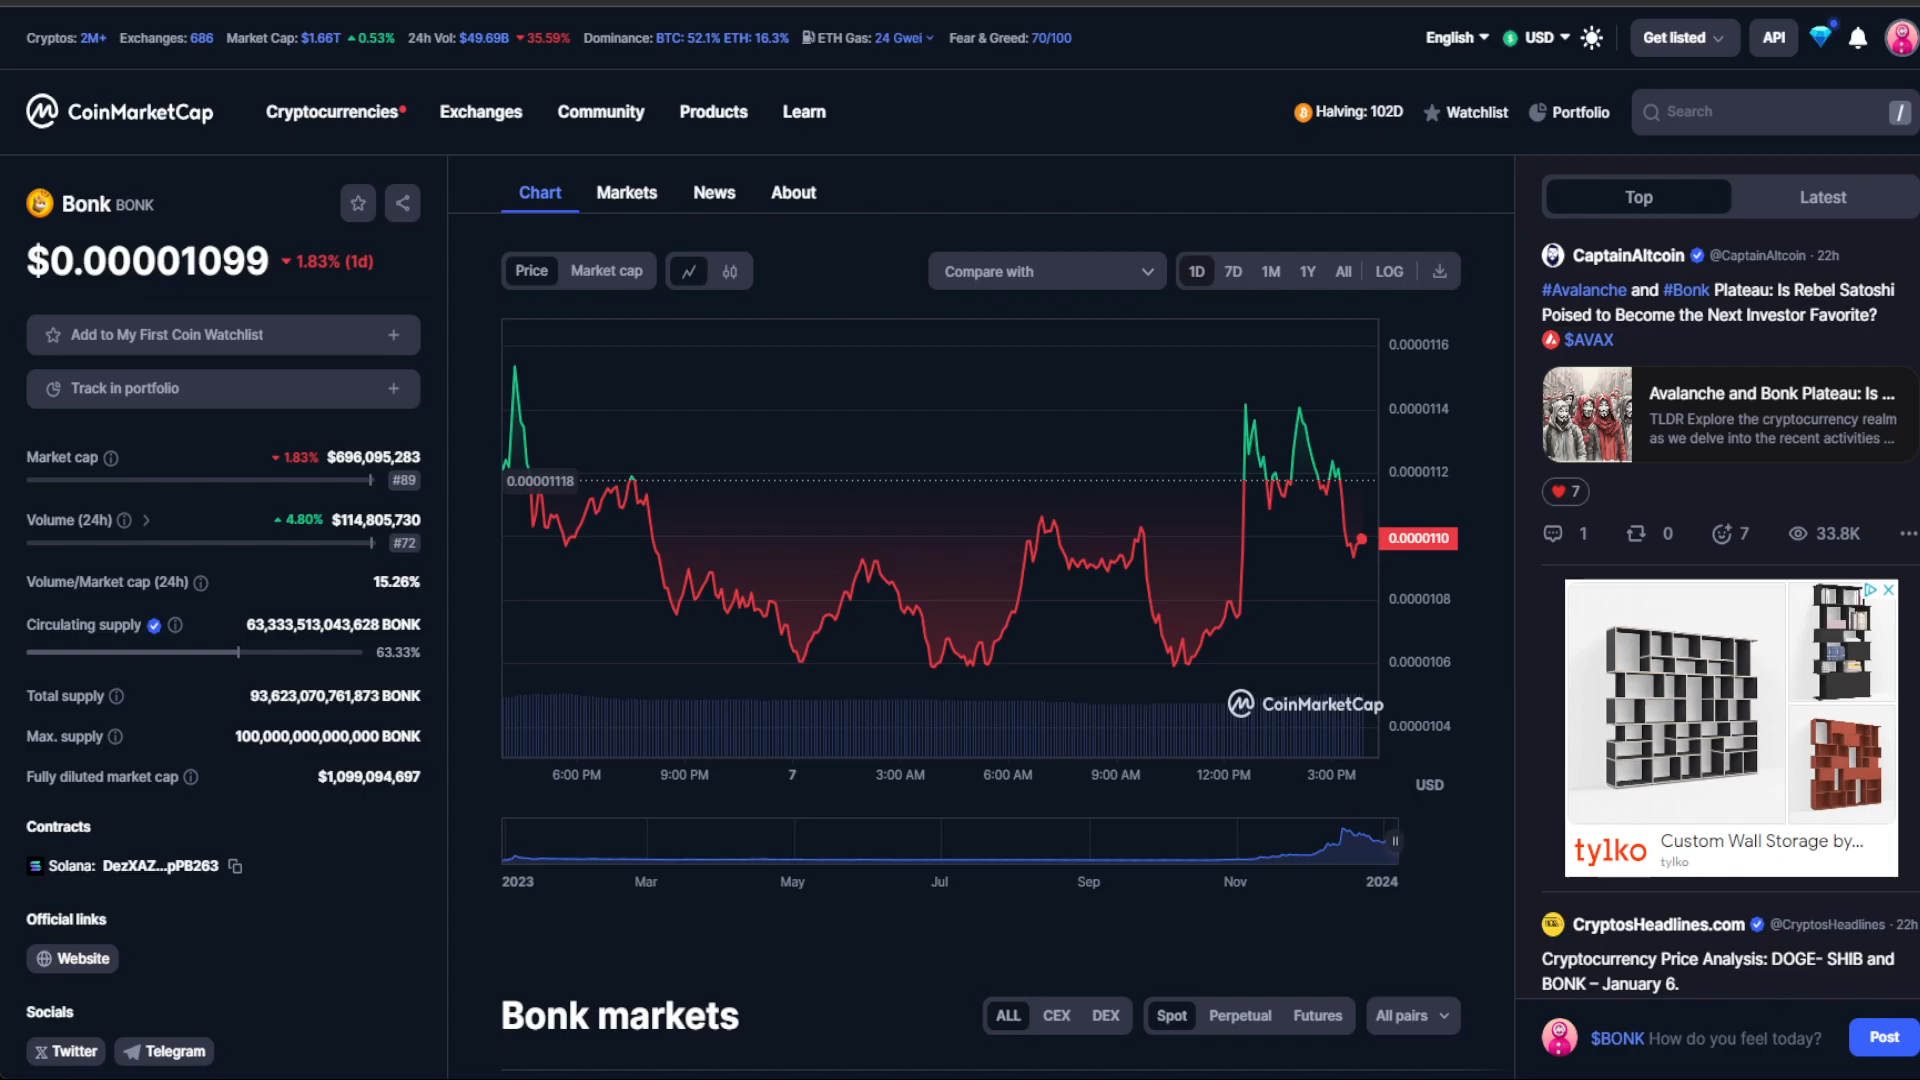 Cryptos: 2M+ Exchanges: 686 Market Cap: $1.66T 0.53% 24h Vol: $49.69B 35.59% Dominance: BTC: 52.1% ETH: 16.3% ETH Gas: 24 Gwei Fear & Greed: 70/100
English USD Get listed API
CoinMarketCap Cryptocurrencies Exchanges Community Products Learn
Halving: 102D Watchlist Portfolio Search /
Bonk BONK
$0.00001099 1.83% (1d)
Add to My First Coin Watchlist +
Track in portfolio +
Market cap 1.83% $696,095,283
#89
Volume (24h) 4.80% $114,805,730
#72
Volume/Market cap (24h) 15.26%
Circulating supply 63,333,513,043,628 BONK
63.33%
Total supply 93,623,070,761,873 BONK
Max. supply 100,000,000,000,000 BONK
Fully diluted market cap $1,099,094,697
Contracts
Solana: DezXAZ...pPB263
Official links
Website
Socials
Twitter Telegram
Chart Markets News About
Price Market cap
Compare with
1D 7D 1M 1Y All LOG
0.0000116
0.0000114
0.0000112
0.00001118
0.0000110
0.0000108
0.0000106
CoinMarketCap
0.0000104
6:00 PM 9:00 PM 7 3:00 AM 6:00 AM 9:00 AM 12:00 PM 3:00 PM
USD
2023 Mar May Jul Sep Nov 2024
Bonk markets
ALL CEX DEX
Spot Perpetual Futures
All pairs
Top Latest
CaptainAltcoin @CaptainAltcoin · 22h
#Avalanche and #Bonk Plateau: Is Rebel Satoshi
Poised to Become the Next Investor Favorite?
$AVAX
Avalanche and Bonk Plateau: Is ...
TLDR Explore the cryptocurrency realm
as we delve into the recent activities ...
7
1 0 7 33.8K
tylko
Custom Wall Storage by...
tylko
CryptosHeadlines.com @CryptosHeadlines · 22h
Cryptocurrency Price Analysis: DOGE- SHIB and
BONK – January 6.
$BONK How do you feel today?
Post